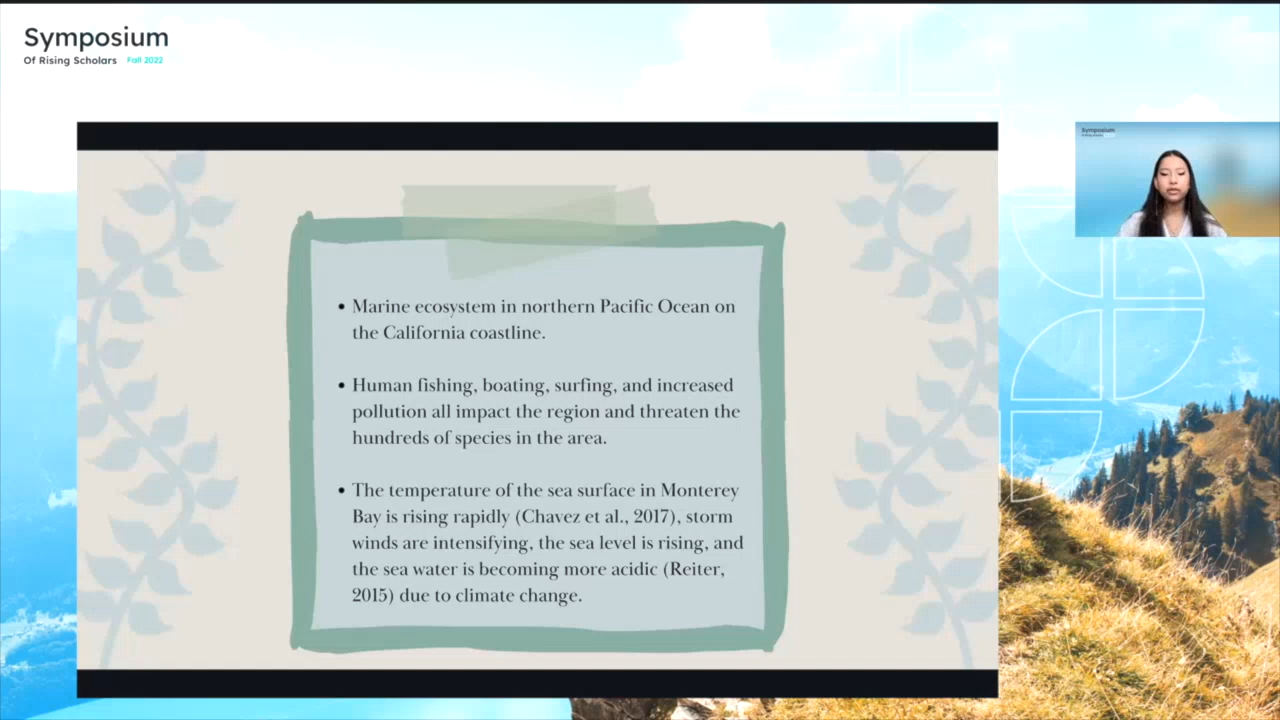 Symposium
Of Rising Scholars Fall 2022
Symposium
• Marine ecosystem in northern Pacific Ocean on
the California coastline.
• Human fishing, boating, surfing, and increased
pollution all impact the region and threaten the
hundreds of species in the area.
• The temperature of the sea surface in Monterey
Bay is rising rapidly (Chavez et al., 2017), storm
winds are intensifying, the sea level is rising, and
the sea water is becoming more acidic (Reiter,
2015) due to climate change.